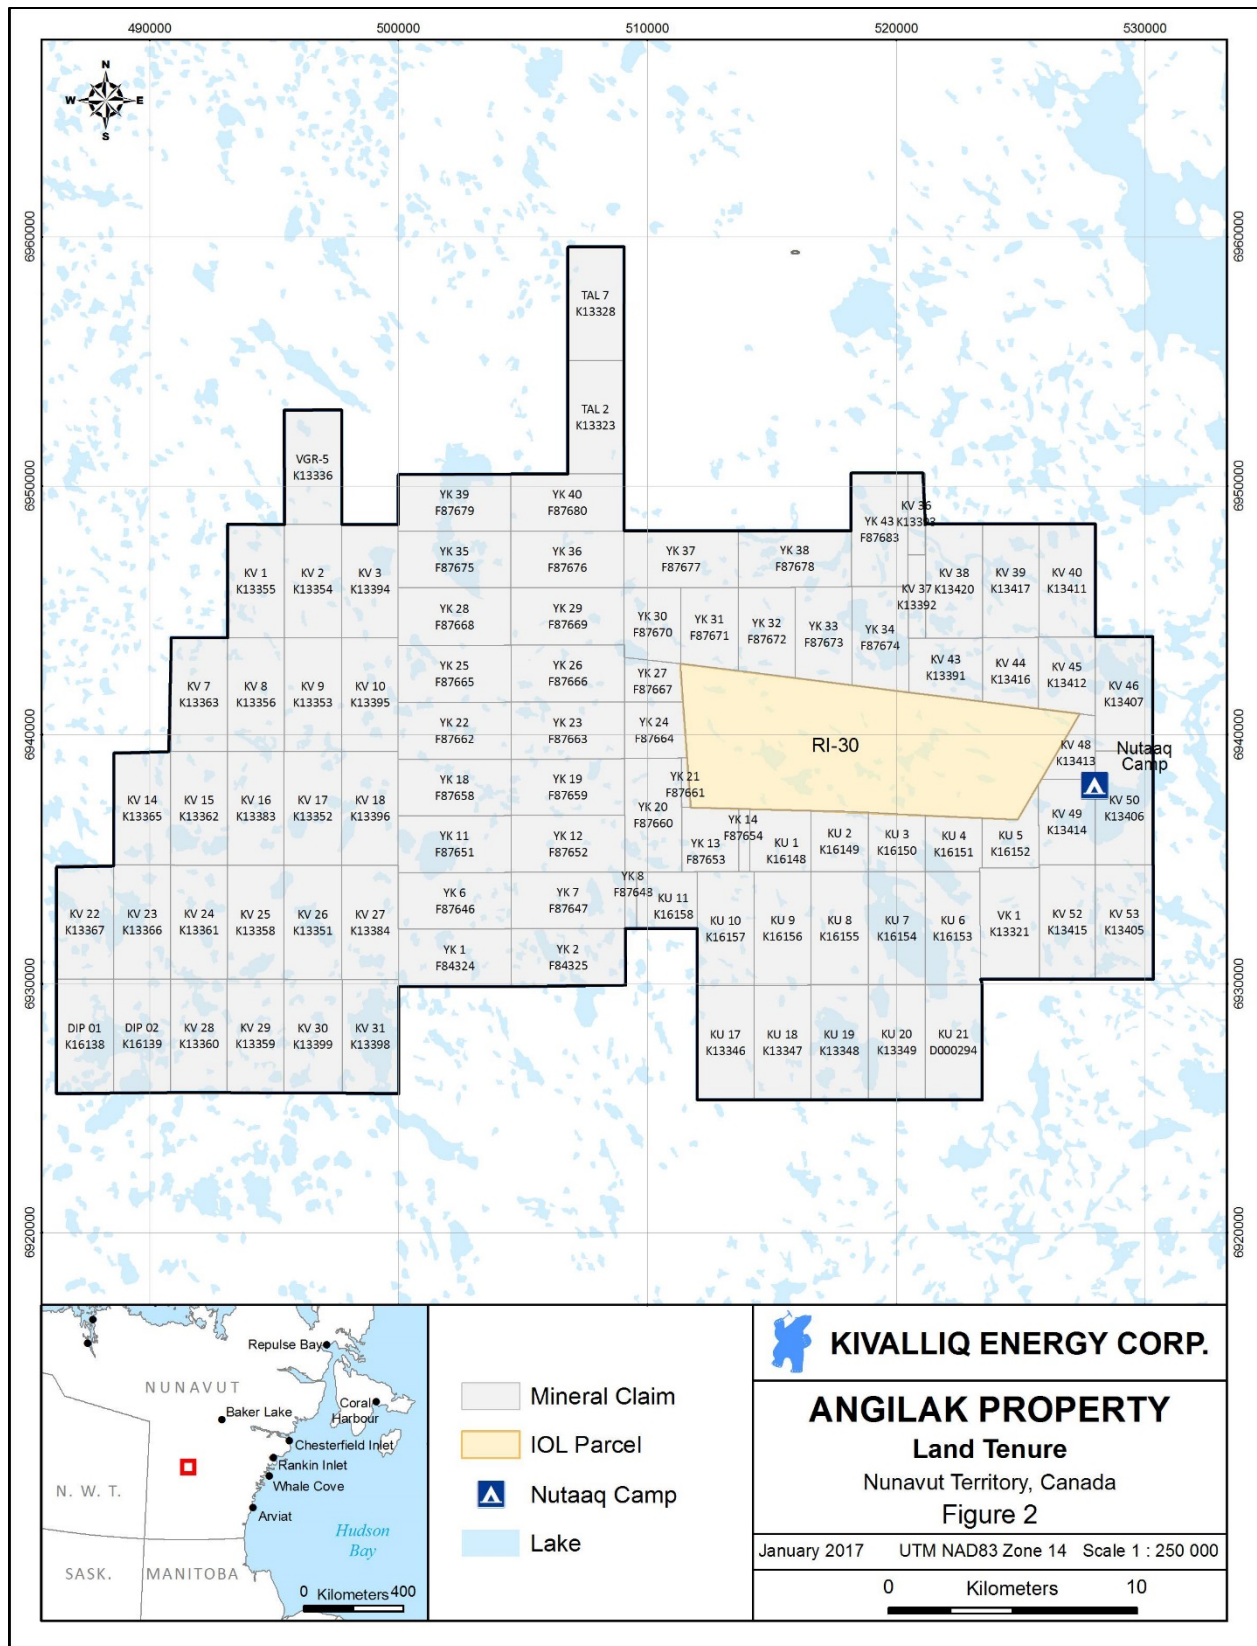 490000 500000 510000 520000 530000
N
W E
S
6960000 6960000
TAL 7
K13328
TAL 2
K13323
VGR-5
K13336
6950000 6950000
YK 39
F87679
YK 40
F87680
YK 43
F87683
KV 36
K13393
KV 1
K13355
KV 2
K13354
KV 3
K13394
YK 35
F87675
YK 36
F87676
YK 37
F87677
YK 38
F87678
KV 37
K13392
KV 38
K13420
KV 39
K13417
KV 40
K13411
YK 28
F87668
YK 29
F87669
YK 30
F87670
YK 31
F87671
YK 32
F87672
YK 33
F87673
YK 34
F87674
KV 43
K13391
KV 44
K13416
KV 45
K13412
KV 46
K13407
KV 7
K13363
KV 8
K13356
KV 9
K13353
KV 10
K13395
YK 25
F87665
YK 26
F87666
YK 27
F87667
6940000 6940000
YK 22
F87662
YK 23
F87663
YK 24
F87664
RI-30
KV 48
K13413
Nutaaq
Camp
KV 14
K13365
KV 15
K13362
KV 16
K13383
KV 17
K13352
KV 18
K13396
YK 18
F87658
YK 19
F87659
YK 20
F87660
YK 21
F87661
KV 49
K13414
KV 50
K13406
YK 11
F87651
YK 12
F87652
YK 13
F87653
YK 14
F87654
KU 1
K16148
KU 2
K16149
KU 3
K16150
KU 4
K16151
KU 5
K16152
KV 22
K13367
KV 23
K13366
KV 24
K13361
KV 25
K13358
KV 26
K13351
KV 27
K13384
YK 6
F87646
YK 7
F87647
YK 8
F87648
KU 11
K16158
KU 10
K16157
KU 9
K16156
KU 8
K16155
KU 7
K16154
KU 6
K16153
VK 1
K13321
KV 52
K13415
KV 53
K13405
YK 1
F84324
YK 2
F84325
6930000 6930000
DIP 01
K16138
DIP 02
K16139
KV 28
K13360
KV 29
K13359
KV 30
K13399
KV 31
K13398
KU 17
K13346
KU 18
K13347
KU 19
K13348
KU 20
K13349
KU 21
D000294
6920000 6920000
Repulse Bay
NUNAVUT
Coral
Harbour
Baker Lake
Chesterfield Inlet
Rankin Inlet
Whale Cove
N. W. T.
Arviat
Hudson
Bay
SASK. MANITOBA
0 Kilometers 400
Mineral Claim
IOL Parcel
Nutaaq Camp
Lake
KIVALLIQ ENERGY CORP.
ANGILAK PROPERTY
Land Tenure
Nunavut Territory, Canada
Figure 2
January 2017 UTM NAD83 Zone 14 Scale 1 : 250 000
0 Kilometers 10